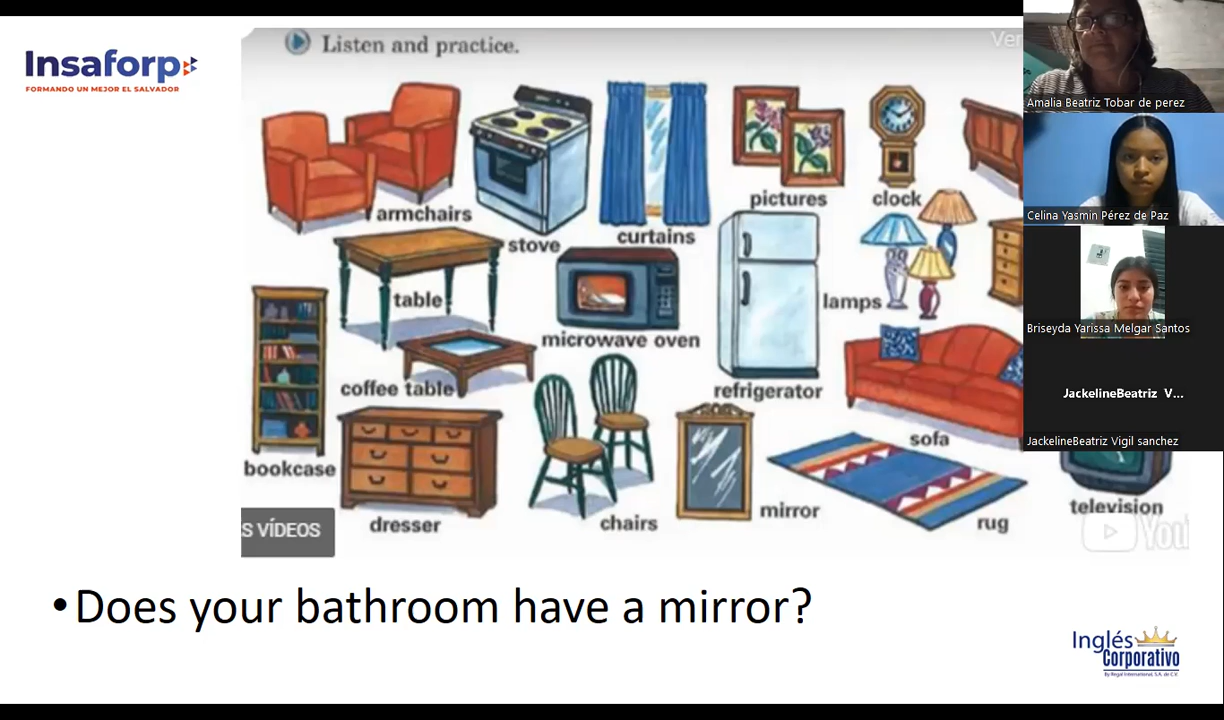 Insaforp
FORMANDO UN MEJOR EL SALVADOR
Listen and practice.
Ver
armchairs
stove
curtains
pictures
clock
table
microwave oven
lamps
coffee table
refrigerator
sofa
bookcase
dresser
chairs
mirror
rug
television
S VÍDEOS
You
Amalia Beatriz Tobar de perez
Celina Yasmin Pérez de Paz
Briseyda Yarissa Melgar Santos
JackelineBeatriz V...
JackelineBeatriz Vigil sanchez
•Does your bathroom have a mirror?
Inglés
Corporativo
By Regal International, S.A. de C.V.